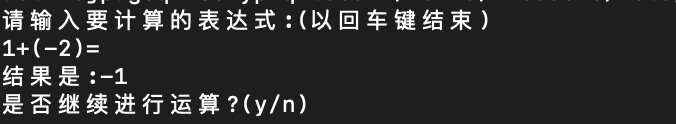 请输入要计算的表达式:(以回车键结束)
1+(-2)=
结果是:-1
是否继续进行运算?(y/n)